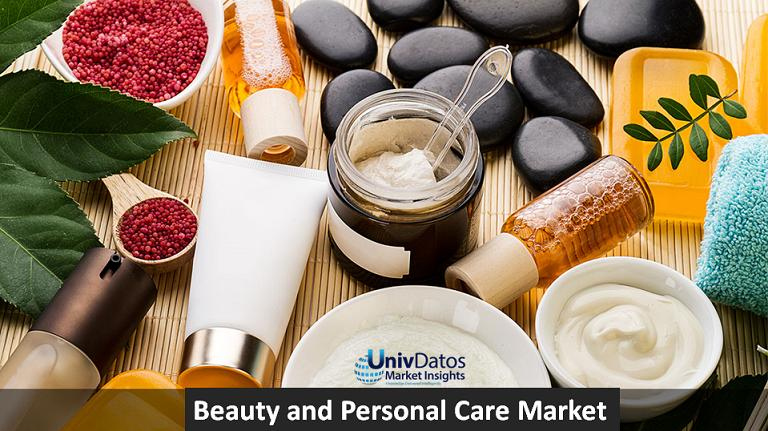 UnivDatos
Market Insights
Beauty and Personal Care Market